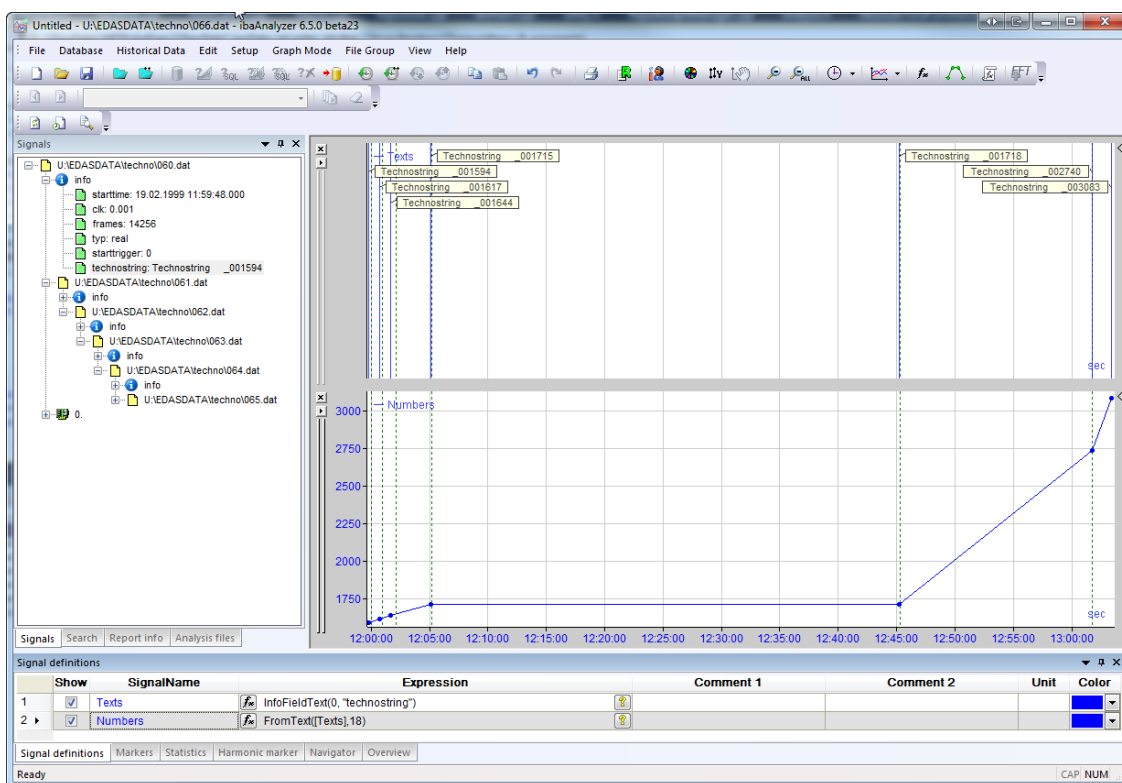 Untitled - U:\EDASDATA\techno\066.dat - ibaAnalyzer 6.5.0 beta23
File Database Historical Data Edit Setup Graph Mode File Group View Help
Signals
U:\EDASDATA\techno\060.dat
info
starttime: 19.02.1999 11:59:48.000
clk: 0.001
frames: 14256
typ: real
starttrigger: 0
technostring: Technostring _001594
U:\EDASDATA\techno\061.dat
info
U:\EDASDATA\techno\062.dat
info
U:\EDASDATA\techno\063.dat
info
U:\EDASDATA\techno\064.dat
info
U:\EDASDATA\techno\065.dat
0.
Signals Search Report info Analysis files
Texts
Technostring _001715
Technostring _001718
Technostring _001594
Technostring _002740
Technostring _001617
Technostring _003083
Technostring _001644
sec
Numbers
3000
2750
2500
2250
2000
1750
sec
12:00:00 12:05:00 12:10:00 12:15:00 12:20:00 12:25:00 12:30:00 12:35:00 12:40:00 12:45:00 12:50:00 12:55:00 13:00:00
Signal definitions
Show SignalName Expression Comment 1 Comment 2 Unit Color
1 Texts fx InfoFieldText(0, "technostring") ?
2 Numbers fx FromText([Texts],18) ?
Signal definitions Markers Statistics Harmonic marker Navigator Overview
Ready CAP NUM